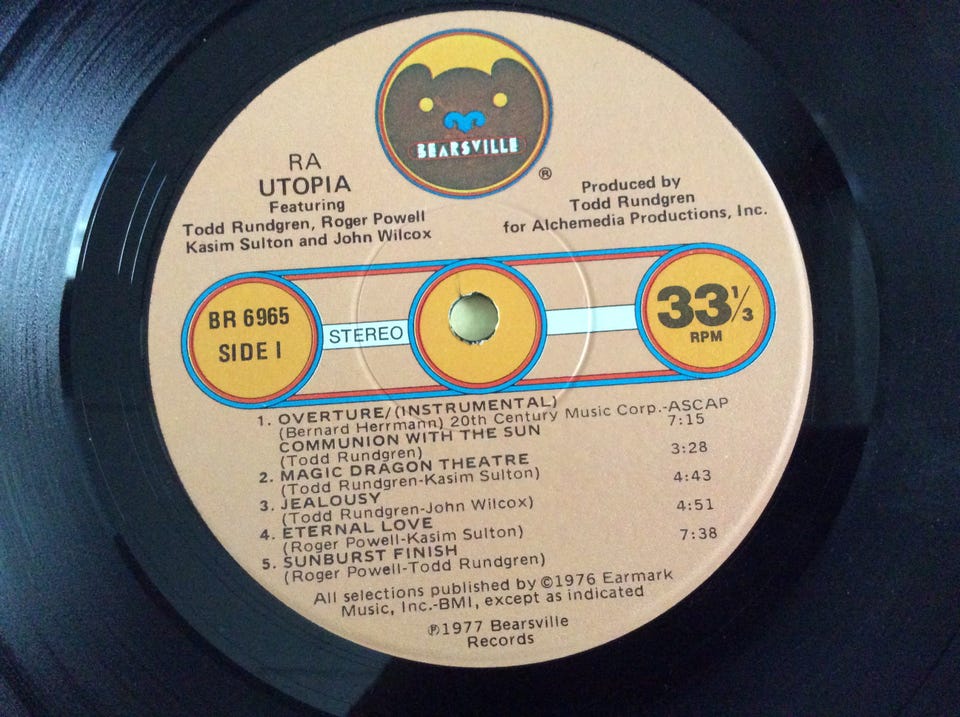 BEARSVILLE
®
RA
UTOPIA
Featuring
Todd Rundgren, Roger Powell
Kasim Sulton and John Wilcox
Produced by
Todd Rundgren
for Alchemedia Productions, Inc.
BR 6965
SIDE I
STEREO
33 1/3
RPM
1. OVERTURE/(INSTRUMENTAL)
(Bernard Herrmann) 20th Century Music Corp.-ASCAP
COMMUNION WITH THE SUN 7:15
(Todd Rundgren)
2. MAGIC DRAGON THEATRE 3:28
(Todd Rundgren-Kasim Sulton)
3. JEALOUSY 4:43
(Todd Rundgren-John Wilcox)
4. ETERNAL LOVE 4:51
(Roger Powell-Kasim Sulton)
5. SUNBURST FINISH 7:38
(Roger Powell-Todd Rundgren)
All selections published by ©1976 Earmark
Music, Inc.-BMI, except as indicated
℗1977 Bearsville
Records